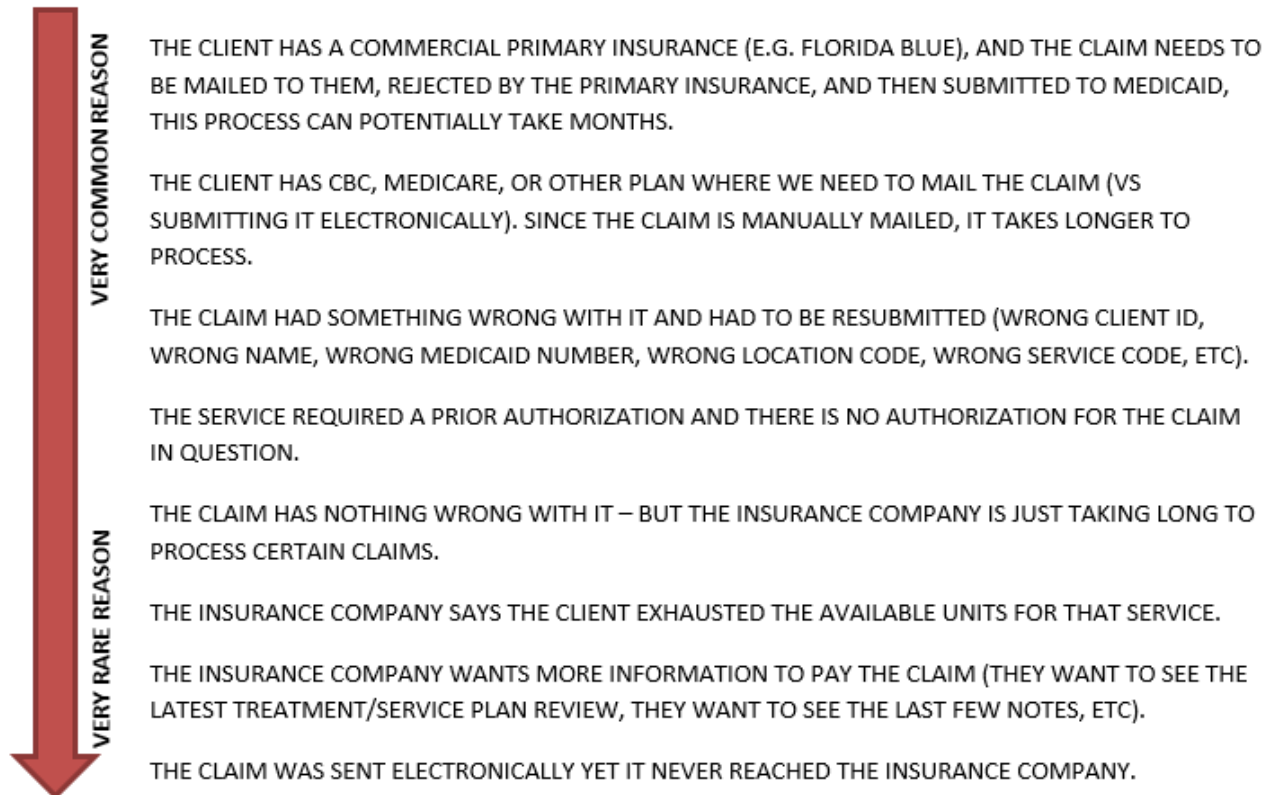 VERY COMMON REASON
THE CLIENT HAS A COMMERCIAL PRIMARY INSURANCE (E.G. FLORIDA BLUE), AND THE CLAIM NEEDS TO
BE MAILED TO THEM, REJECTED BY THE PRIMARY INSURANCE, AND THEN SUBMITTED TO MEDICAID,
THIS PROCESS CAN POTENTIALLY TAKE MONTHS.
THE CLIENT HAS CBC, MEDICARE, OR OTHER PLAN WHERE WE NEED TO MAIL THE CLAIM (VS
SUBMITTING IT ELECTRONICALLY). SINCE THE CLAIM IS MANUALLY MAILED, IT TAKES LONGER TO
PROCESS.
THE CLAIM HAD SOMETHING WRONG WITH IT AND HAD TO BE RESUBMITTED (WRONG CLIENT ID,
WRONG NAME, WRONG MEDICAID NUMBER, WRONG LOCATION CODE, WRONG SERVICE CODE, ETC).
THE SERVICE REQUIRED A PRIOR AUTHORIZATION AND THERE IS NO AUTHORIZATION FOR THE CLAIM
IN QUESTION.
VERY RARE REASON
THE CLAIM HAS NOTHING WRONG WITH IT – BUT THE INSURANCE COMPANY IS JUST TAKING LONG TO
PROCESS CERTAIN CLAIMS.
THE INSURANCE COMPANY SAYS THE CLIENT EXHAUSTED THE AVAILABLE UNITS FOR THAT SERVICE.
THE INSURANCE COMPANY WANTS MORE INFORMATION TO PAY THE CLAIM (THEY WANT TO SEE THE
LATEST TREATMENT/SERVICE PLAN REVIEW, THEY WANT TO SEE THE LAST FEW NOTES, ETC).
THE CLAIM WAS SENT ELECTRONICALLY YET IT NEVER REACHED THE INSURANCE COMPANY.